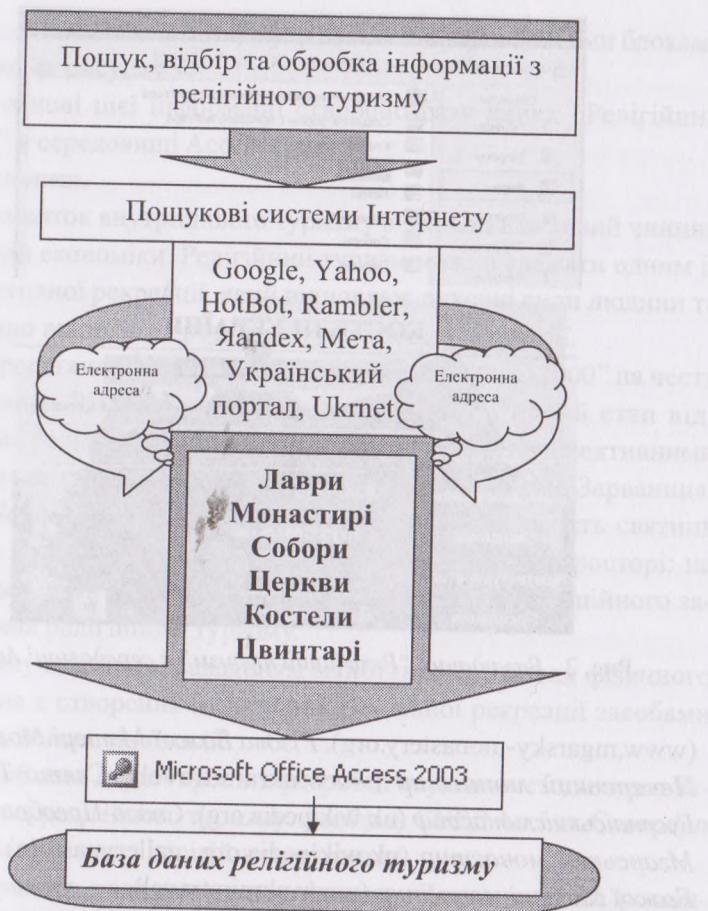 Пошук, відбір та обробка інформації з
релігійного туризму
Пошукові системи Інтернету
Google, Yahoo,
HotBot, Rambler,
Яandex, Мета,
Український
портал, Ukrnet
Електронна
адреса
Електронна
адреса
Лаври
Монастирі
Собори
Церкви
Костели
Цвинтарі
Microsoft Office Access 2003
База даних релігійного туризму